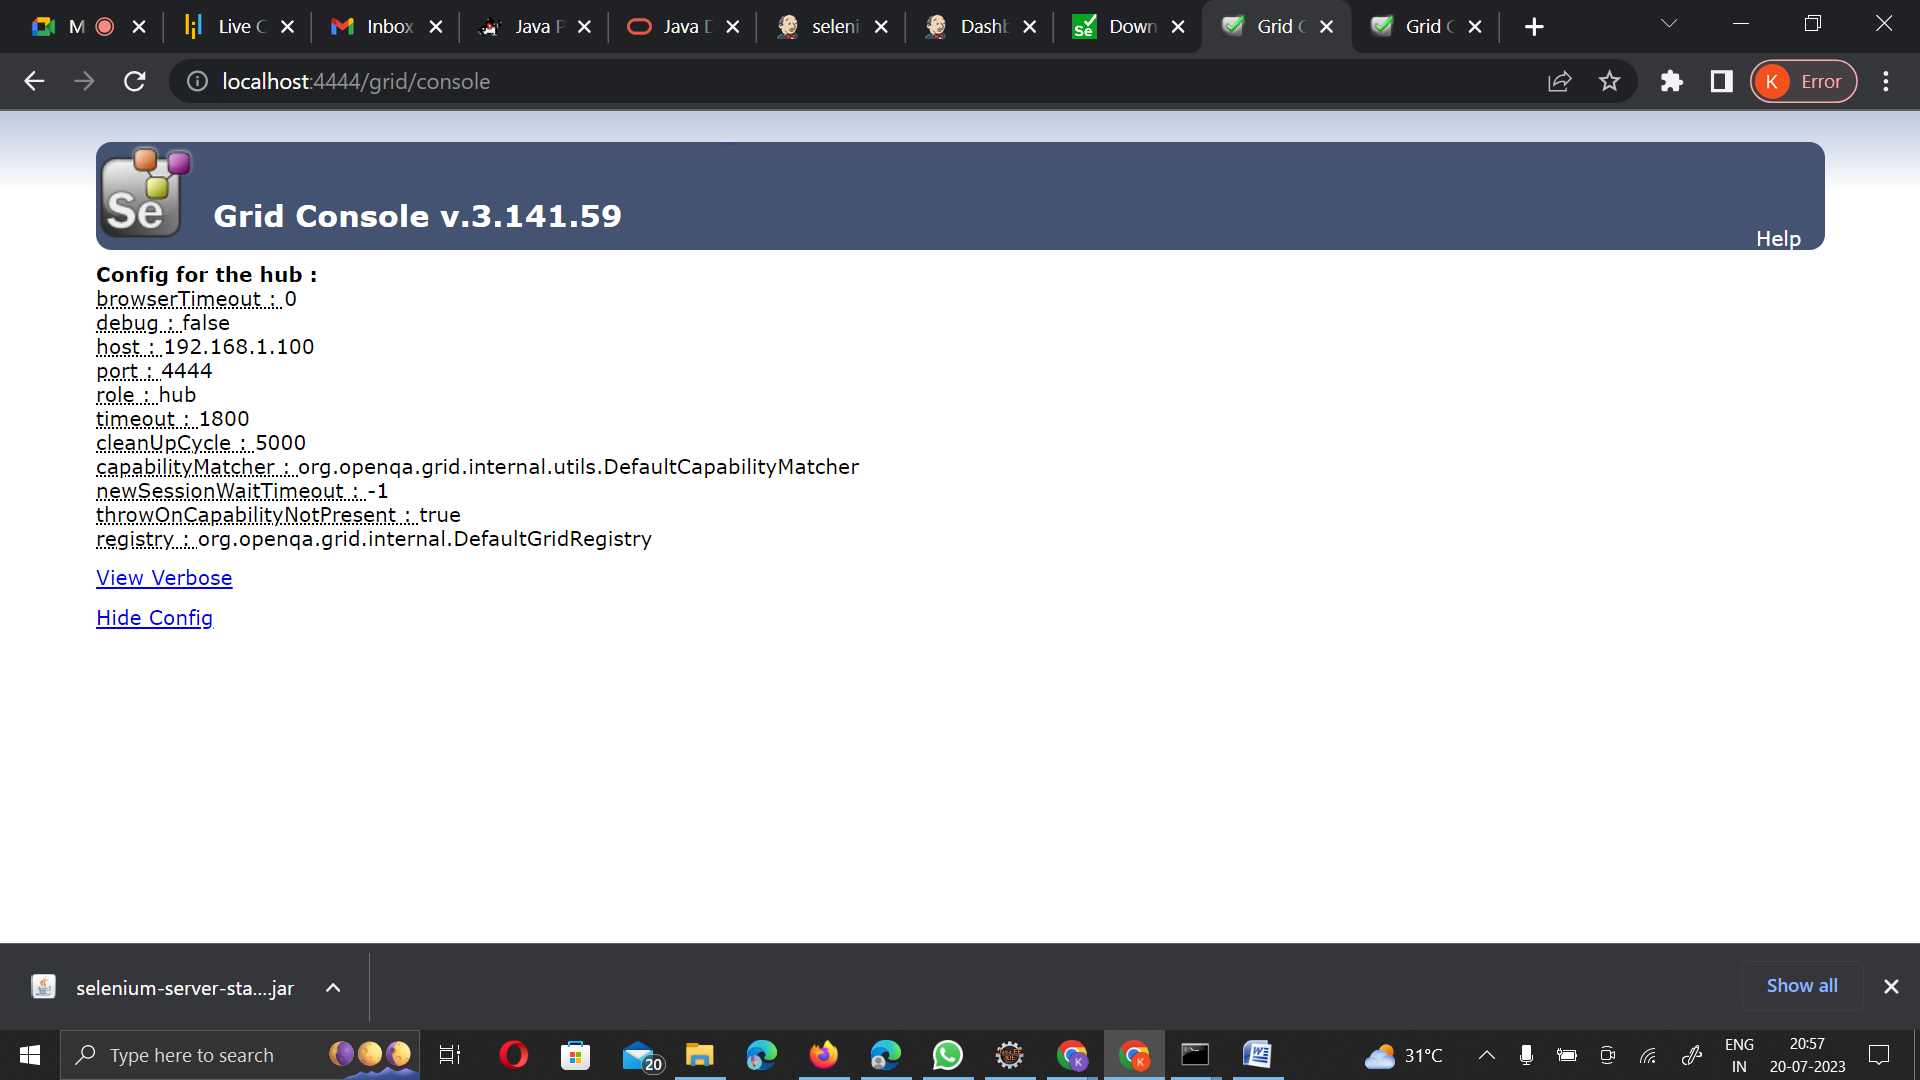 M
Live C
Inbox
Java P
Java D
seleni
Dashb
Down
Grid C
Grid C
localhost:4444/grid/console
K Error
Se
Grid Console v.3.141.59
Help
Config for the hub :
browserTimeout : 0
debug : false
host : 192.168.1.100
port : 4444
role : hub
timeout : 1800
cleanUpCycle : 5000
capabilityMatcher : org.openqa.grid.internal.utils.DefaultCapabilityMatcher
newSessionWaitTimeout : -1
throwOnCapabilityNotPresent : true
registry : org.openqa.grid.internal.DefaultGridRegistry
View Verbose
Hide Config
selenium-server-sta....jar
Show all
Type here to search
20
31°C
ENG
IN
20:57
20-07-2023